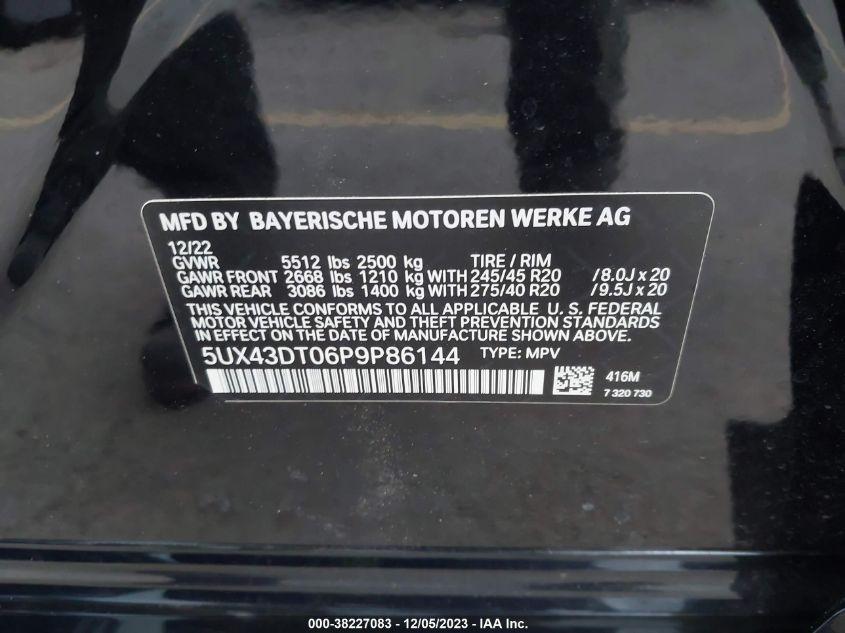 MFD BY BAYERISCHE MOTOREN WERKE AG
12/22
GVWR 5512 lbs 2500 kg TIRE / RIM
GAWR FRONT 2668 lbs 1210 kg WITH 245/45 R20 /8.0J x 20
GAWR REAR 3086 lbs 1400 kg WITH 275/40 R20 /9.5J x 20
THIS VEHICLE CONFORMS TO ALL APPLICABLE U. S. FEDERAL
MOTOR VEHICLE SAFETY AND THEFT PREVENTION STANDARDS
IN EFFECT ON THE DATE OF MANUFACTURE SHOWN ABOVE.
5UX43DT06P9P86144 TYPE: MPV
416M
7 320 730
000-38227083 - 12/05/2023 - IAA Inc.